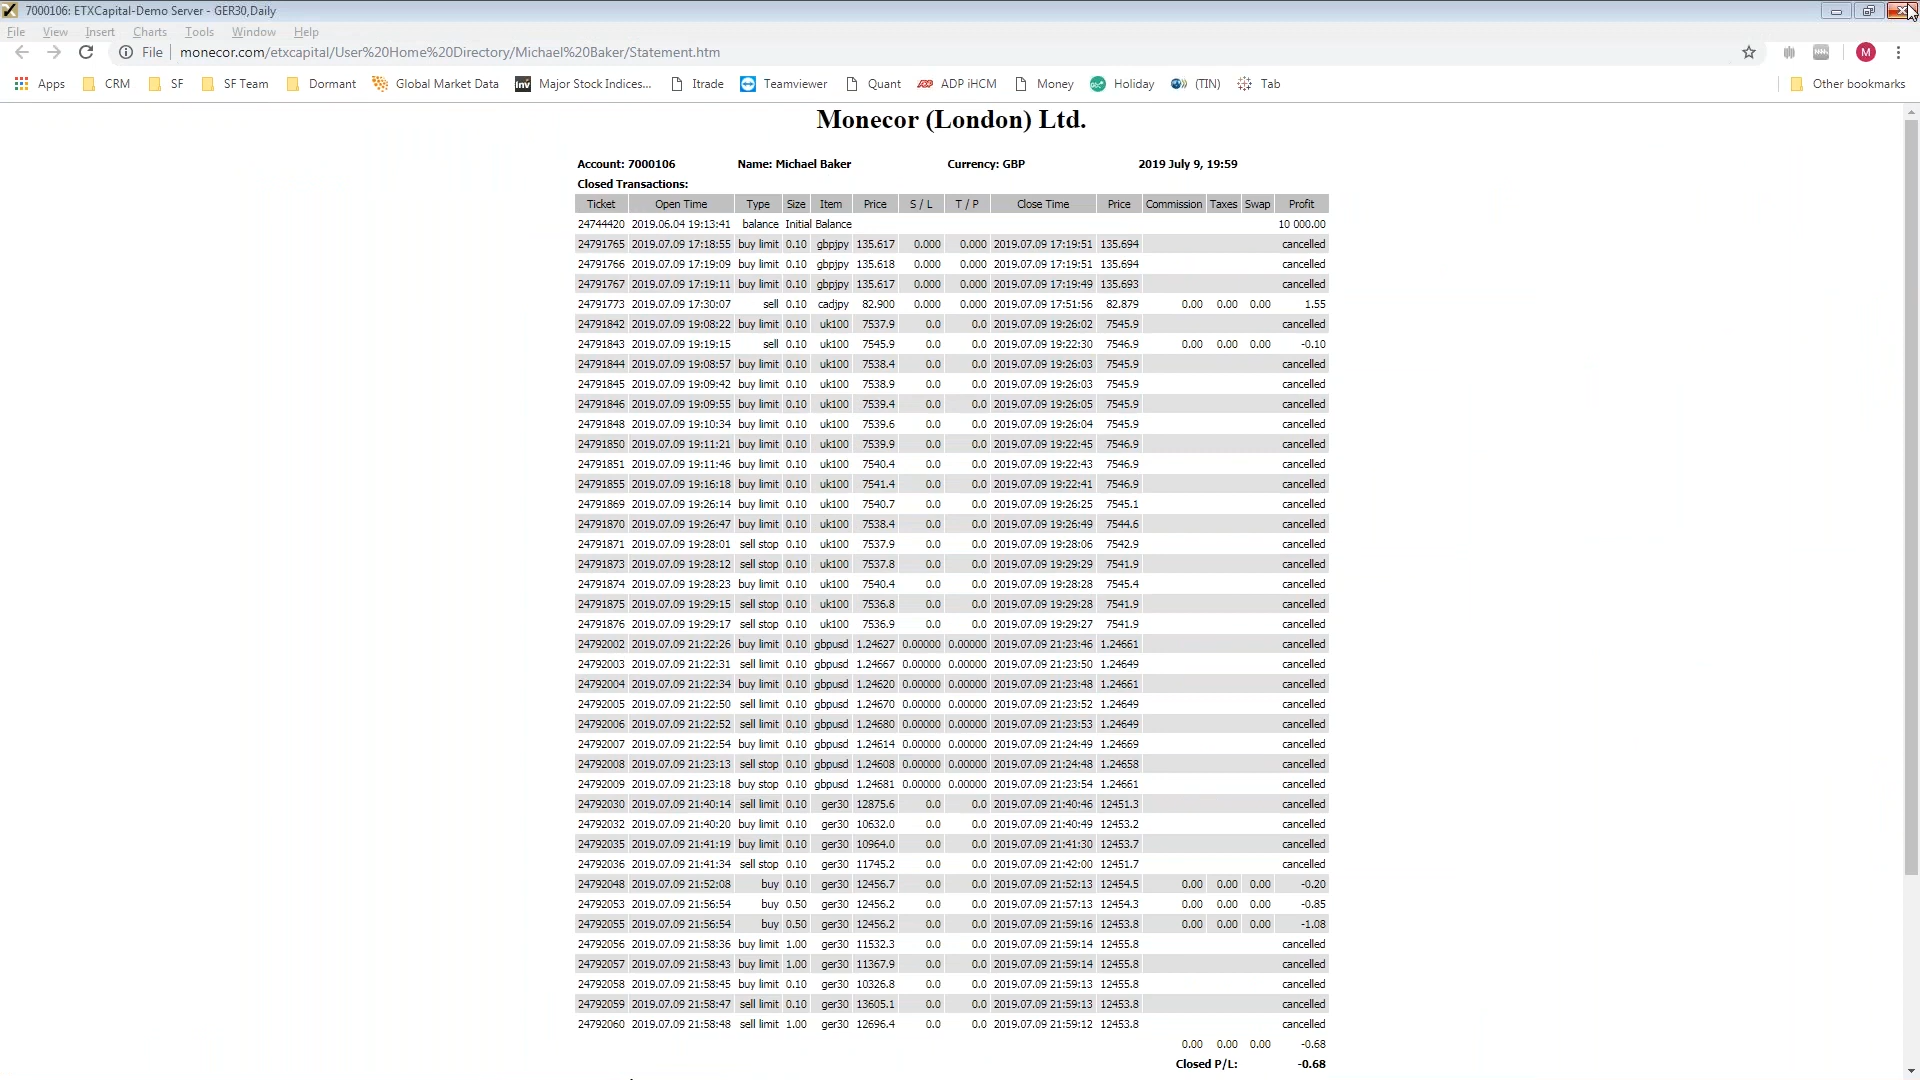 7000106: ETXCapital-Demo Server - GER30,Daily
File View Insert Charts Tools Window Help
File monecor.com/etxcapital/User%20Home%20Directory/Michael%20Baker/Statement.htm M
Apps CRM SF SF Team Dormant Global Market Data Inv Major Stock Indices... Itrade Teamviewer Quant ADP ADP iHCM Money Holiday (TIN) Tab Other bookmarks
Monecor (London) Ltd.
Account: 7000106 Name: Michael Baker Currency: GBP 2019 July 9, 19:59
Closed Transactions:
Ticket Open Time Type Size Item Price S / L T / P Close Time Price Commission Taxes Swap Profit
24744420 2019.06.04 19:13:41 balance Initial Balance 10 000.00
24791765 2019.07.09 17:18:55 buy limit 0.10 gbpjpy 135.617 0.000 0.000 2019.07.09 17:19:51 135.694 cancelled
24791766 2019.07.09 17:19:09 buy limit 0.10 gbpjpy 135.618 0.000 0.000 2019.07.09 17:19:51 135.694 cancelled
24791767 2019.07.09 17:19:11 buy limit 0.10 gbpjpy 135.617 0.000 0.000 2019.07.09 17:19:49 135.693 cancelled
24791773 2019.07.09 17:30:07 sell 0.10 cadjpy 82.900 0.000 0.000 2019.07.09 17:51:56 82.879 0.00 0.00 0.00 1.55
24791842 2019.07.09 19:08:22 buy limit 0.10 uk100 7537.9 0.0 0.0 2019.07.09 19:26:02 7545.9 cancelled
24791843 2019.07.09 19:19:15 sell 0.10 uk100 7545.9 0.0 0.0 2019.07.09 19:22:30 7546.9 0.00 0.00 0.00 -0.10
24791844 2019.07.09 19:08:57 buy limit 0.10 uk100 7538.4 0.0 0.0 2019.07.09 19:26:03 7545.9 cancelled
24791845 2019.07.09 19:09:42 buy limit 0.10 uk100 7538.9 0.0 0.0 2019.07.09 19:26:03 7545.9 cancelled
24791846 2019.07.09 19:09:55 buy limit 0.10 uk100 7539.4 0.0 0.0 2019.07.09 19:26:05 7545.9 cancelled
24791848 2019.07.09 19:10:34 buy limit 0.10 uk100 7539.6 0.0 0.0 2019.07.09 19:26:04 7545.9 cancelled
24791850 2019.07.09 19:11:21 buy limit 0.10 uk100 7539.9 0.0 0.0 2019.07.09 19:22:45 7546.9 cancelled
24791851 2019.07.09 19:11:46 buy limit 0.10 uk100 7540.4 0.0 0.0 2019.07.09 19:22:43 7546.9 cancelled
24791855 2019.07.09 19:16:18 buy limit 0.10 uk100 7541.4 0.0 0.0 2019.07.09 19:22:41 7546.9 cancelled
24791869 2019.07.09 19:26:14 buy limit 0.10 uk100 7540.7 0.0 0.0 2019.07.09 19:26:25 7545.1 cancelled
24791870 2019.07.09 19:26:47 buy limit 0.10 uk100 7538.4 0.0 0.0 2019.07.09 19:26:49 7544.6 cancelled
24791871 2019.07.09 19:28:01 sell stop 0.10 uk100 7537.9 0.0 0.0 2019.07.09 19:28:06 7542.9 cancelled
24791873 2019.07.09 19:28:12 sell stop 0.10 uk100 7537.8 0.0 0.0 2019.07.09 19:29:29 7541.9 cancelled
24791874 2019.07.09 19:28:23 buy limit 0.10 uk100 7540.4 0.0 0.0 2019.07.09 19:28:28 7545.4 cancelled
24791875 2019.07.09 19:29:15 sell stop 0.10 uk100 7536.8 0.0 0.0 2019.07.09 19:29:28 7541.9 cancelled
24791876 2019.07.09 19:29:17 sell stop 0.10 uk100 7536.9 0.0 0.0 2019.07.09 19:29:27 7541.9 cancelled
24792002 2019.07.09 21:22:26 buy limit 0.10 gbpusd 1.24627 0.00000 0.00000 2019.07.09 21:23:46 1.24661 cancelled
24792003 2019.07.09 21:22:31 sell limit 0.10 gbpusd 1.24667 0.00000 0.00000 2019.07.09 21:23:50 1.24649 cancelled
24792004 2019.07.09 21:22:34 buy limit 0.10 gbpusd 1.24620 0.00000 0.00000 2019.07.09 21:23:48 1.24661 cancelled
24792005 2019.07.09 21:22:50 sell limit 0.10 gbpusd 1.24670 0.00000 0.00000 2019.07.09 21:23:52 1.24649 cancelled
24792006 2019.07.09 21:22:52 sell limit 0.10 gbpusd 1.24680 0.00000 0.00000 2019.07.09 21:23:53 1.24649 cancelled
24792007 2019.07.09 21:22:54 buy limit 0.10 gbpusd 1.24614 0.00000 0.00000 2019.07.09 21:24:49 1.24669 cancelled
24792008 2019.07.09 21:23:13 sell stop 0.10 gbpusd 1.24608 0.00000 0.00000 2019.07.09 21:24:48 1.24658 cancelled
24792009 2019.07.09 21:23:18 buy stop 0.10 gbpusd 1.24681 0.00000 0.00000 2019.07.09 21:23:54 1.24661 cancelled
24792030 2019.07.09 21:40:14 sell limit 0.10 ger30 12875.6 0.0 0.0 2019.07.09 21:40:46 12451.3 cancelled
24792032 2019.07.09 21:40:20 buy limit 0.10 ger30 10632.0 0.0 0.0 2019.07.09 21:40:49 12453.2 cancelled
24792035 2019.07.09 21:41:19 buy limit 0.10 ger30 10964.0 0.0 0.0 2019.07.09 21:41:30 12453.7 cancelled
24792036 2019.07.09 21:41:34 sell stop 0.10 ger30 11745.2 0.0 0.0 2019.07.09 21:42:00 12451.7 cancelled
24792048 2019.07.09 21:52:08 buy 0.10 ger30 12456.7 0.0 0.0 2019.07.09 21:52:13 12454.5 0.00 0.00 0.00 -0.20
24792053 2019.07.09 21:56:54 buy 0.50 ger30 12456.2 0.0 0.0 2019.07.09 21:57:13 12454.3 0.00 0.00 0.00 -0.85
24792055 2019.07.09 21:56:54 buy 0.50 ger30 12456.2 0.0 0.0 2019.07.09 21:59:16 12453.8 0.00 0.00 0.00 -1.08
24792056 2019.07.09 21:58:36 buy limit 1.00 ger30 11532.3 0.0 0.0 2019.07.09 21:59:14 12455.8 cancelled
24792057 2019.07.09 21:58:43 buy limit 1.00 ger30 11367.9 0.0 0.0 2019.07.09 21:59:14 12455.8 cancelled
24792058 2019.07.09 21:58:45 buy limit 0.10 ger30 10326.8 0.0 0.0 2019.07.09 21:59:13 12455.8 cancelled
24792059 2019.07.09 21:58:47 sell limit 0.10 ger30 13605.1 0.0 0.0 2019.07.09 21:59:13 12453.8 cancelled
24792060 2019.07.09 21:58:48 sell limit 1.00 ger30 12696.4 0.0 0.0 2019.07.09 21:59:12 12453.8 cancelled
0.00 0.00 0.00 -0.68
Closed P/L: -0.68